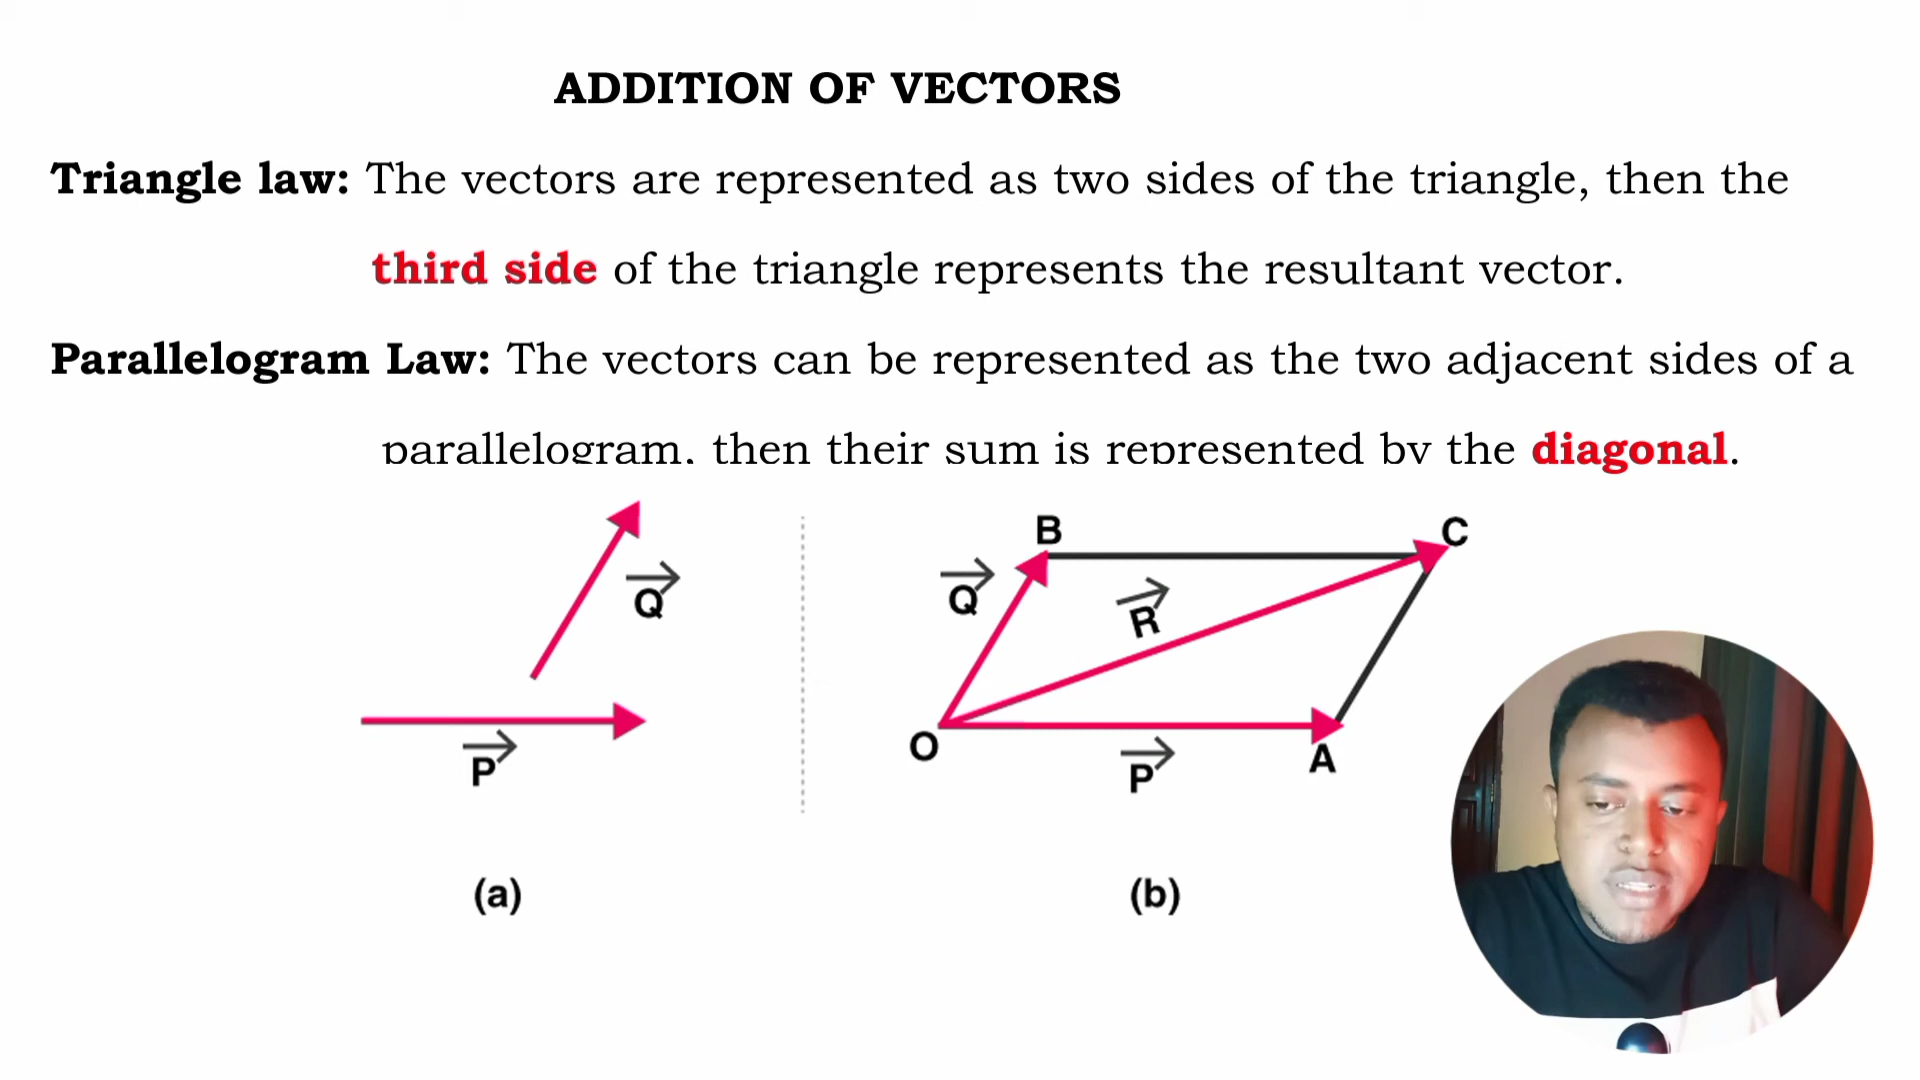 ADDITION OF VECTORS
Triangle law: The vectors are represented as two sides of the triangle, then the
third side of the triangle represents the resultant vector.
Parallelogram Law: The vectors can be represented as the two adjacent sides of a
parallelogram, then their sum is represented by the diagonal.
B
C
Q
Q
R
O
A
P
P
(a)
(b)